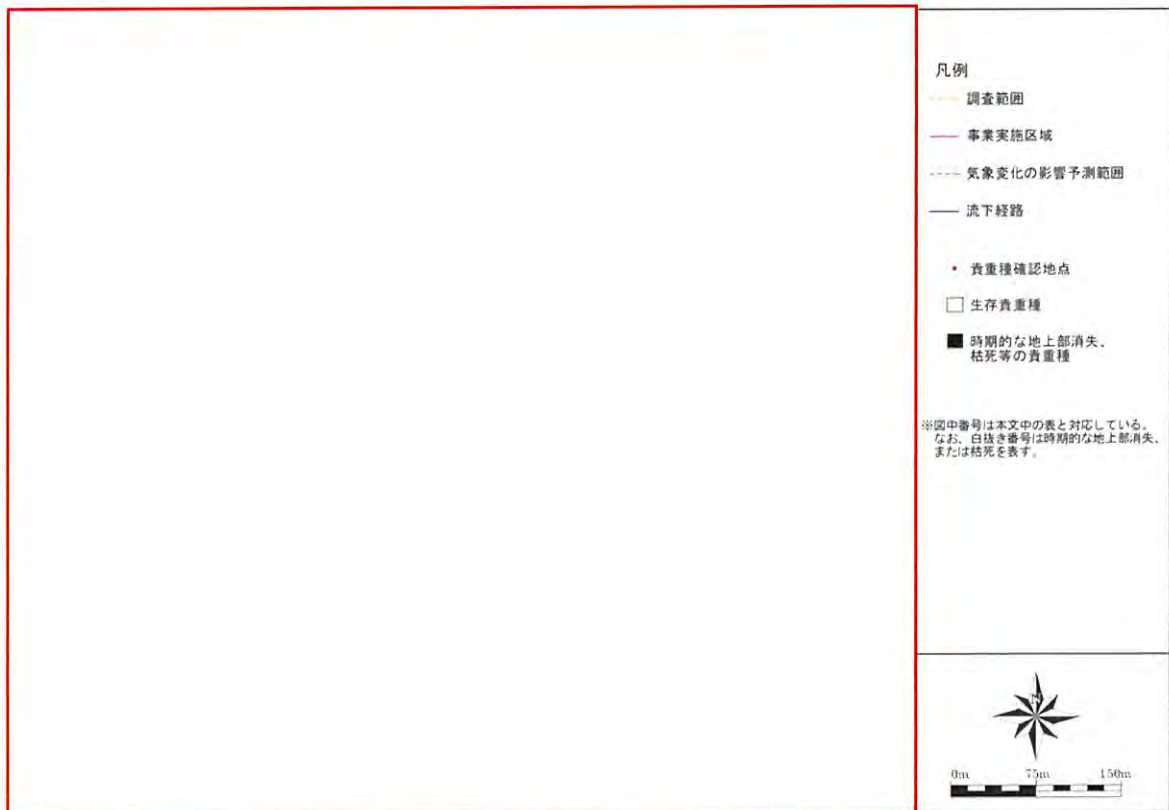 凡例
調査範囲
事業実施区域
気象変化の影響予測範囲
流下経路
貴重種確認地点
生存貴重種
時期的な地上部消失、
枯死等の貴重種
※図中番号は本文中の表と対応している。
なお、白抜き番号は時期的な地上部消失、
または枯死を表す。
N
0m 75m 150m